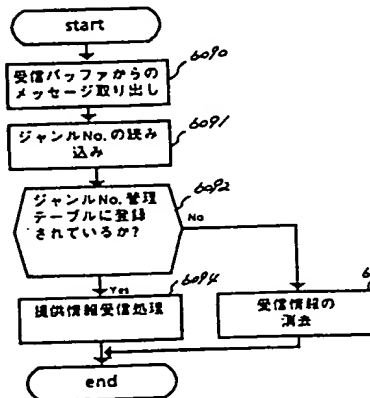 start
6090
受信バッファからの
メッセージ取り出し
6091
ジャンルNo.の読み
込み
6092
ジャンルNo.管理
テーブルに登録
されているか?
No
Yes
6094
提供情報受信処理
6
受信情報の
消去
end